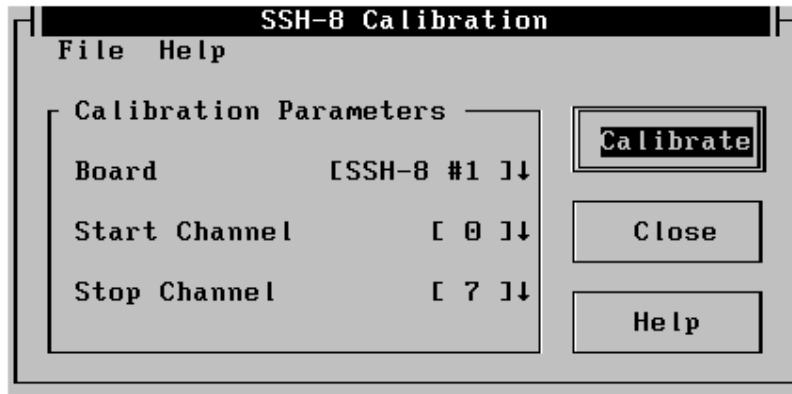 SSH-8 Calibration
File Help
Calibration Parameters
Board [SSH-8 #1 ]↓
Start Channel [ 0 ]↓
Stop Channel [ 7 ]↓
Calibrate
Close
Help